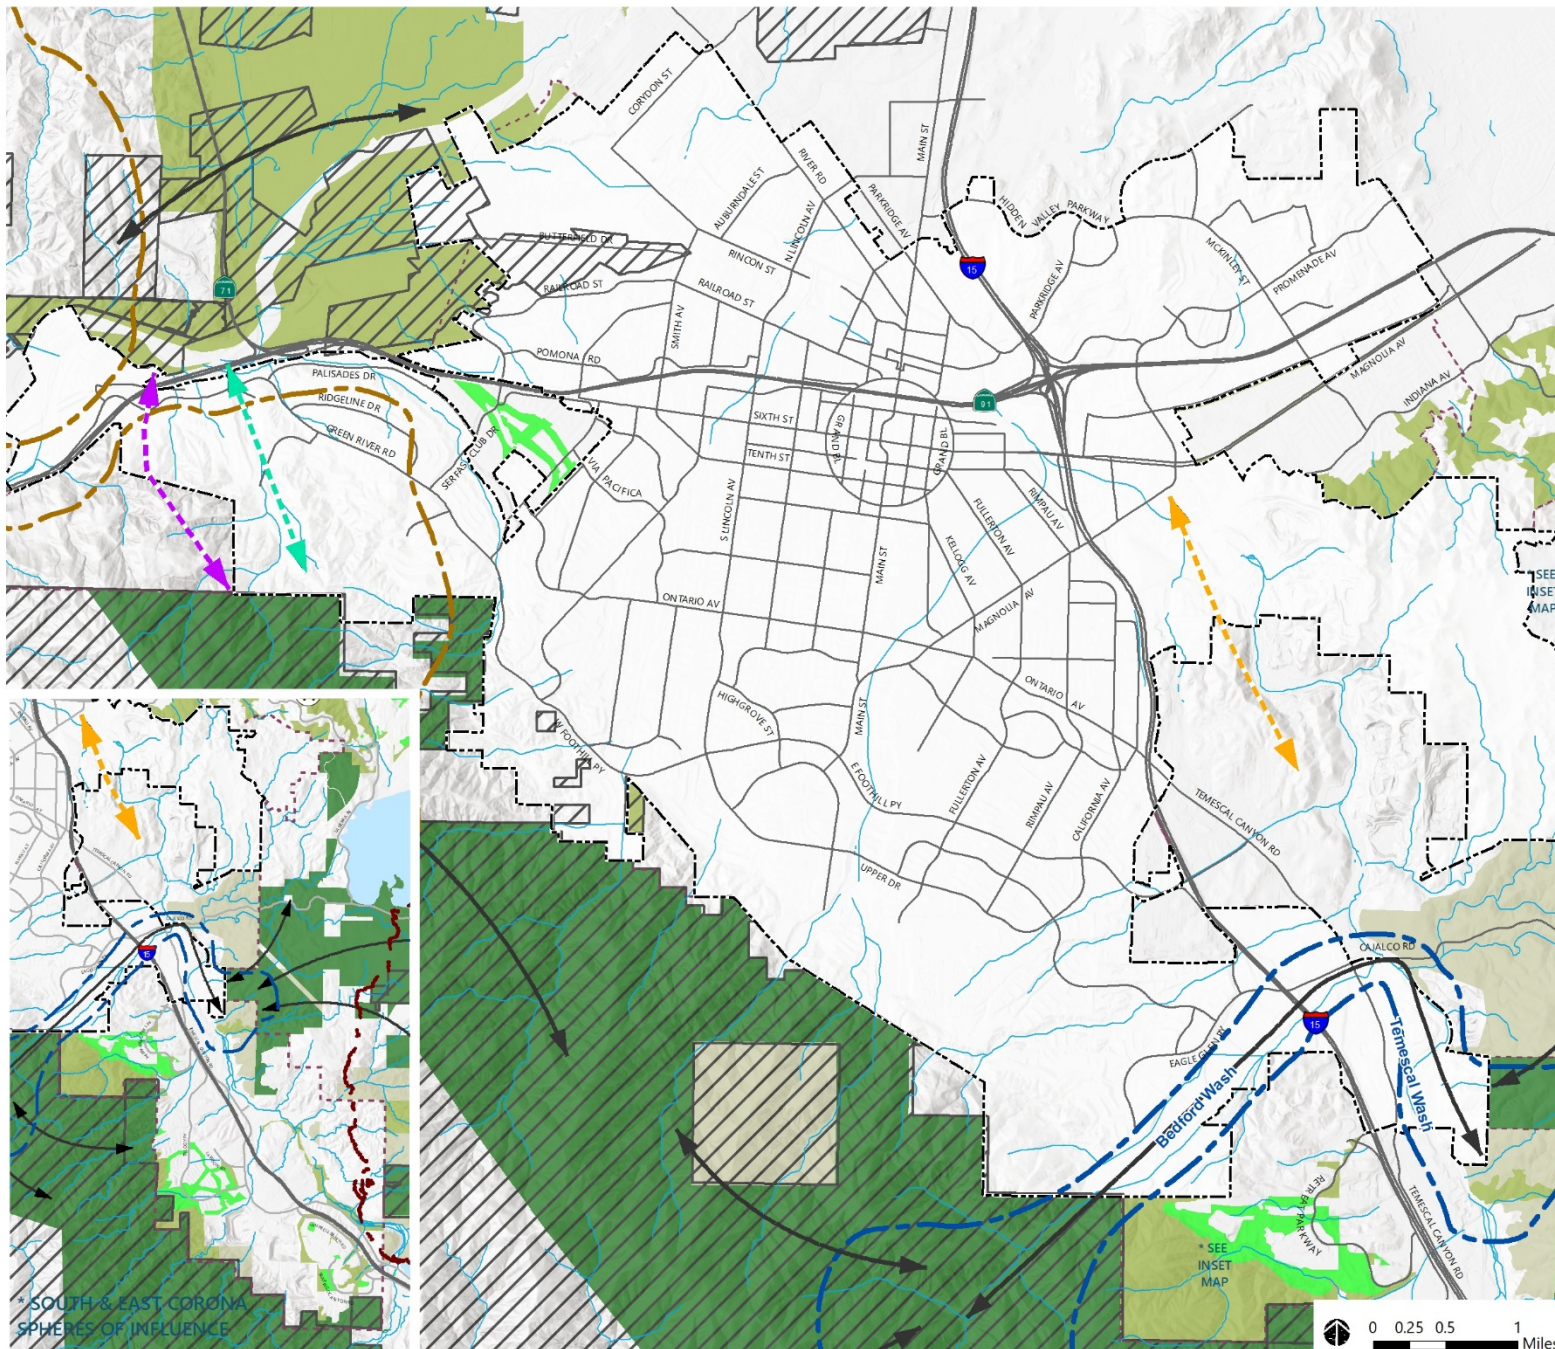 CORYDON ST
MAIN ST
RIVER RD
AUBURNDALE ST
PARKRIDGE AV
N LINCOLN AV
HIDDEN
VALLEY PARKWAY
BUTTERFIELD DR
RINCON ST
MCKINLEY ST
PROMENADE AV
15
71
RAILROAD ST
RAILROAD ST
PARKRIDGE AV
SMITH AV
POMONA RD
MAGNOLIA AV
PALISADES DR
INDIANA AV
RIDGELINE DR
91
SIXTH ST
GRAND BL
GREEN RIVER RD
SERFAS CLUB DR
GRAND BL
TENTH ST
VIA PACIFICA
S LINCOLN AV
FULLERTON AV
RIMPAU AV
MAIN ST
KELLOGG AV
SEE
INSET
MAP
ONTARIO AV
MAGNOLIA AV
ONTARIO
AV
HIGHGROVE ST
MAIN ST
W FOOTHILL PY
E FOOTHILL PY
FULLERTON AV
RIMPAU AV
CALIFORNIA AV
TEMESCAL CANYON RD
UPPER DR
CAJALCO RD
15
15
EAGLE GLEN PY
Bedford Wash
Temescal Wash
RETREAT PARKWAY
TEMESCAL CANYON RD
* SEE
INSET
MAP
* SOUTH & EAST CORONA
SPHERES OF INFLUENCE
0 0.25 0.5 1
Miles